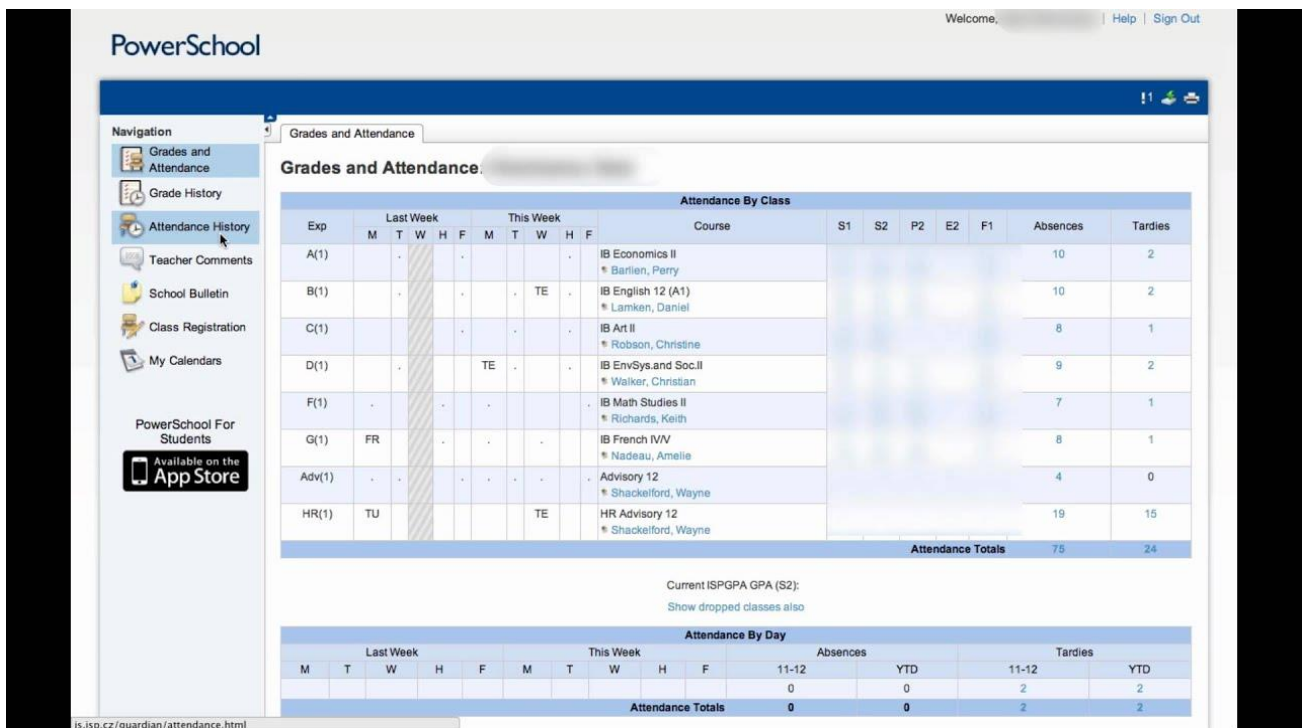 Welcome, | Help | Sign Out
PowerSchool
Navigation
Grades and
Attendance
Grade History
Attendance History
Teacher Comments
School Bulletin
Class Registration
My Calendars
PowerSchool For
Students
Available on the
App Store
Grades and Attendance
Grades and Attendance:
Attendance By Class
Exp Last Week This Week Course S1 S2 P2 E2 F1 Absences Tardies
M T W H F M T W H F
A(1) . . . IB Economics II 10 2
Barlien, Perry
B(1) . . . TE . IB English 12 (A1) 10 2
Lamken, Daniel
C(1) . . . IB Art II 8 1
Robson, Christine
D(1) . TE . . IB EnvSys.and Soc.II 9 2
Walker, Christian
F(1) . . . . IB Math Studies II 7 1
Richards, Keith
G(1) FR . . . IB French IV/V 8 1
Nadeau, Amelie
Adv(1) . . . . . . . Advisory 12 4 0
Shackelford, Wayne
HR(1) TU TE HR Advisory 12 19 15
Shackelford, Wayne
Attendance Totals 75 24
Current ISPGPA GPA (S2):
Show dropped classes also
Attendance By Day
Last Week This Week Absences Tardies
M T W H F M T W H F 11-12 YTD 11-12 YTD
0 0 2 2
Attendance Totals 0 0 2 2
is.isp.cz/guardian/attendance.html